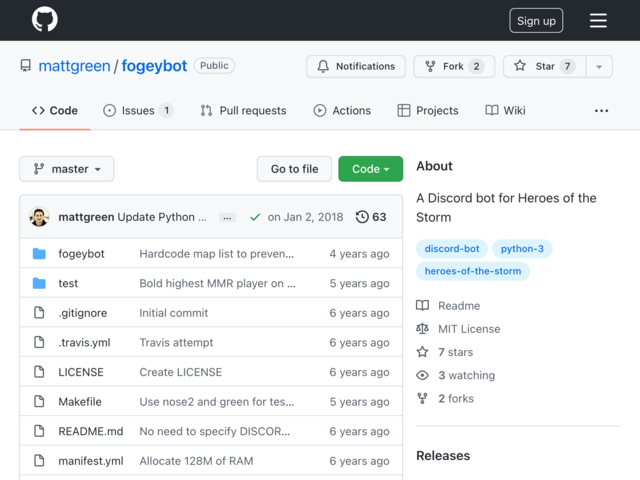 Sign up
mattgreen / fogeybot Public
Notifications Fork 2 Star 7
Code Issues 1 Pull requests Actions Projects Wiki ...
master Go to file Code
mattgreen Update Python ... ... on Jan 2, 2018 63
fogeybot Hardcode map list to preven... 4 years ago
test Bold highest MMR player on ... 5 years ago
.gitignore Initial commit 6 years ago
.travis.yml Travis attempt 6 years ago
LICENSE Create LICENSE 6 years ago
Makefile Use nose2 and green for tes... 5 years ago
README.md No need to specify DISCOR... 6 years ago
manifest.yml Allocate 128M of RAM 6 years ago
About
A Discord bot for Heroes of the
Storm
discord-bot python-3
heroes-of-the-storm
Readme
MIT License
7 stars
3 watching
2 forks
Releases